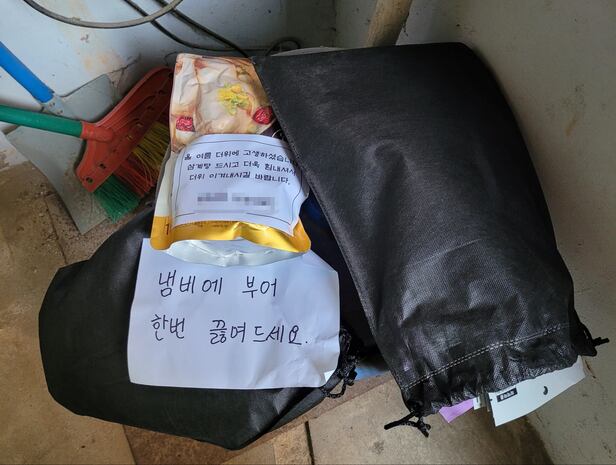 올 여름 더위에 고생하셨습니다.
삼계탕 드시고 더욱 힘내셔서
더위 이겨내시길 바랍니다.
냄비에 부어
한번 끓여드세요.